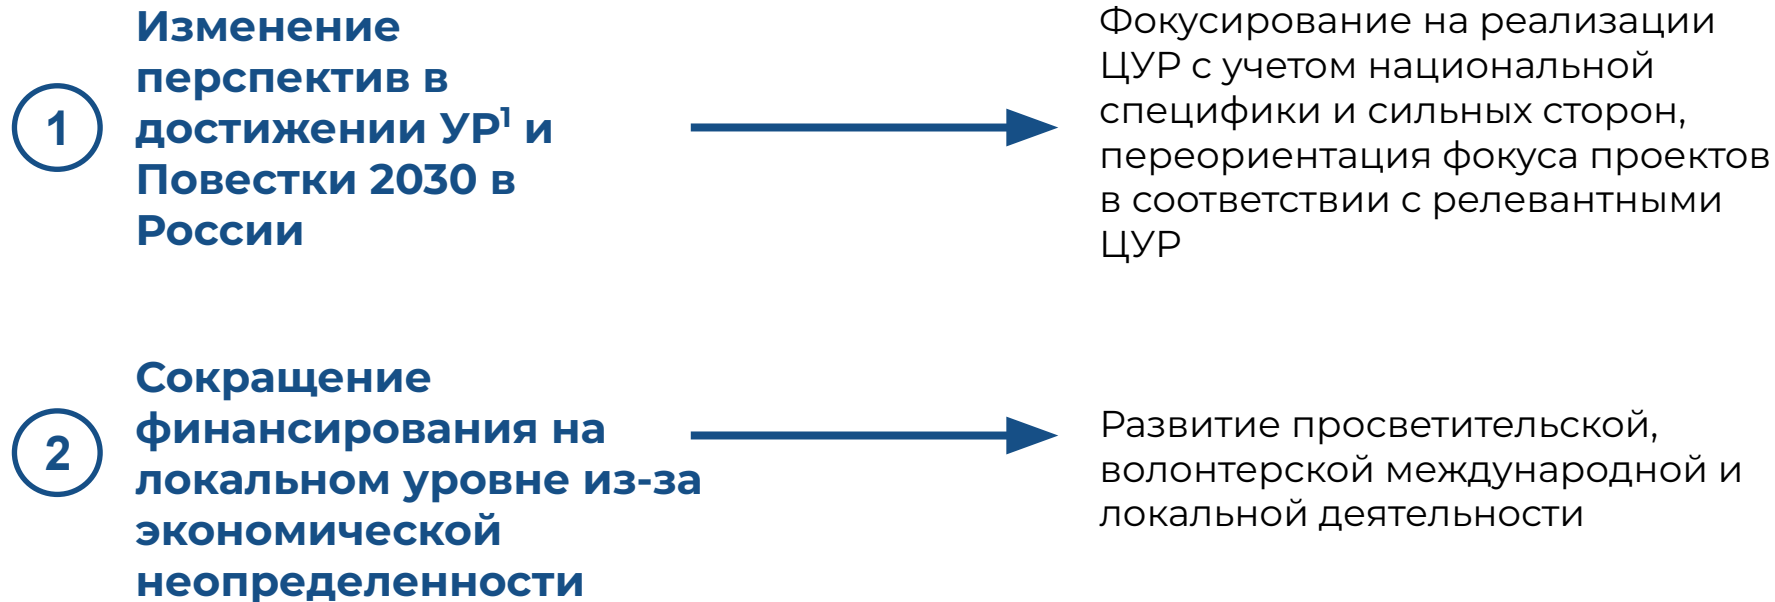 1
Изменение
перспектив в
достижении УР¹ и
Повестки 2030 в
России
Фокусирование на реализации
ЦУР с учетом национальной
специфики и сильных сторон,
переориентация фокуса проектов
в соответствии с релевантными
ЦУР
2
Сокращение
финансирования на
локальном уровне из-за
экономической
неопределенности
Развитие просветительской,
волонтерской международной и
локальной деятельности